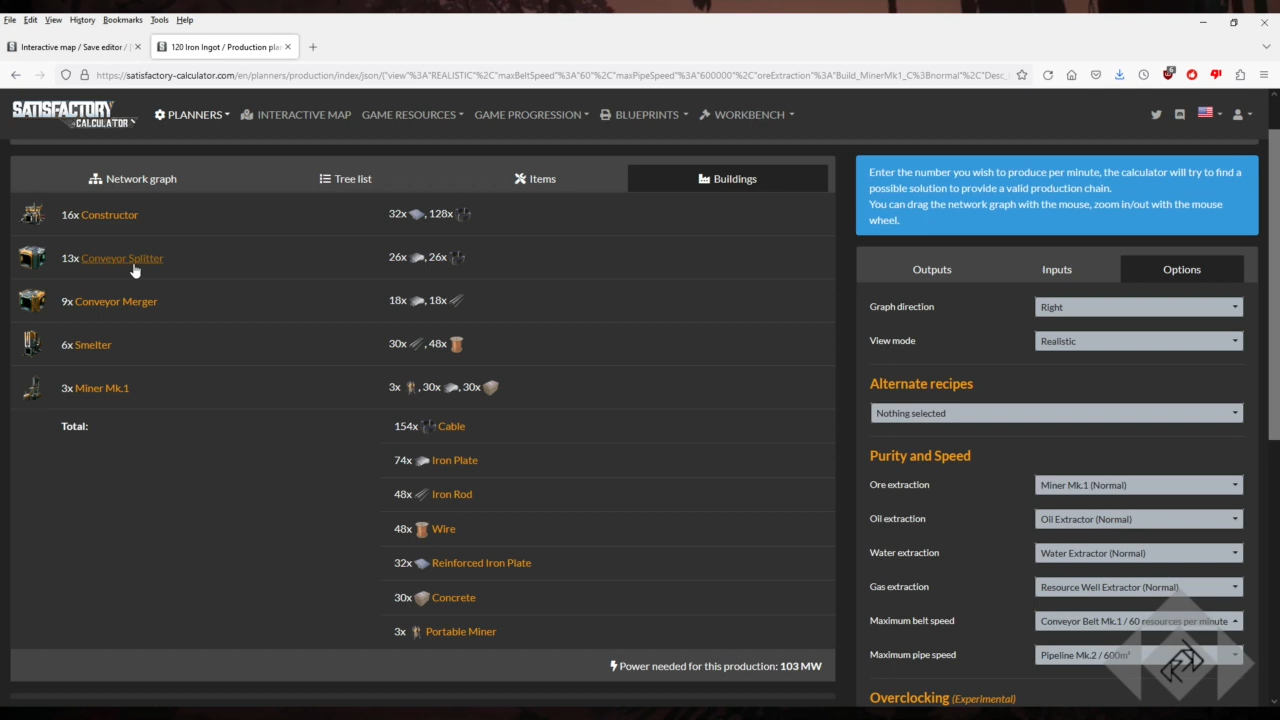 File Edit View History Bookmarks Tools Help
Interactive map / Save editor / 120 Iron Ingot / Production pla
https://satisfactory-calculator.com/en/planners/production/index/json/{"view"%3A"REALISTIC"%2C"maxBeltSpeed"%3A"60"%2C"maxPipeSpeed"%3A"600000"%2C"oreExtraction"%3A"Build_MinerMk1_C%3Bnormal"%2C"Desc_
SATISFACTORY CALCULATOR PLANNERS INTERACTIVE MAP GAME RESOURCES GAME PROGRESSION BLUEPRINTS WORKBENCH
Network graph Tree list Items Buildings
16x Constructor 32x , 128x
13x Conveyor Splitter 26x , 26x
9x Conveyor Merger 18x , 18x
6x Smelter 30x , 48x
3x Miner Mk.1 3x , 30x , 30x
Total: 154x Cable
74x Iron Plate
48x Iron Rod
48x Wire
32x Reinforced Iron Plate
30x Concrete
3x Portable Miner
Power needed for this production: 103 MW
Enter the number you wish to produce per minute, the calculator will try to find a
possible solution to provide a valid production chain.
You can drag the network graph with the mouse, zoom in/out with the mouse
wheel.
Outputs Inputs Options
Graph direction Right
View mode Realistic
Alternate recipes
Nothing selected
Purity and Speed
Ore extraction Miner Mk.1 (Normal)
Oil extraction Oil Extractor (Normal)
Water extraction Water Extractor (Normal)
Gas extraction Resource Well Extractor (Normal)
Maximum belt speed Conveyor Belt Mk.1 / 60 resources per minute
Maximum pipe speed Pipeline Mk.2 / 600m³
Overclocking (Experimental)